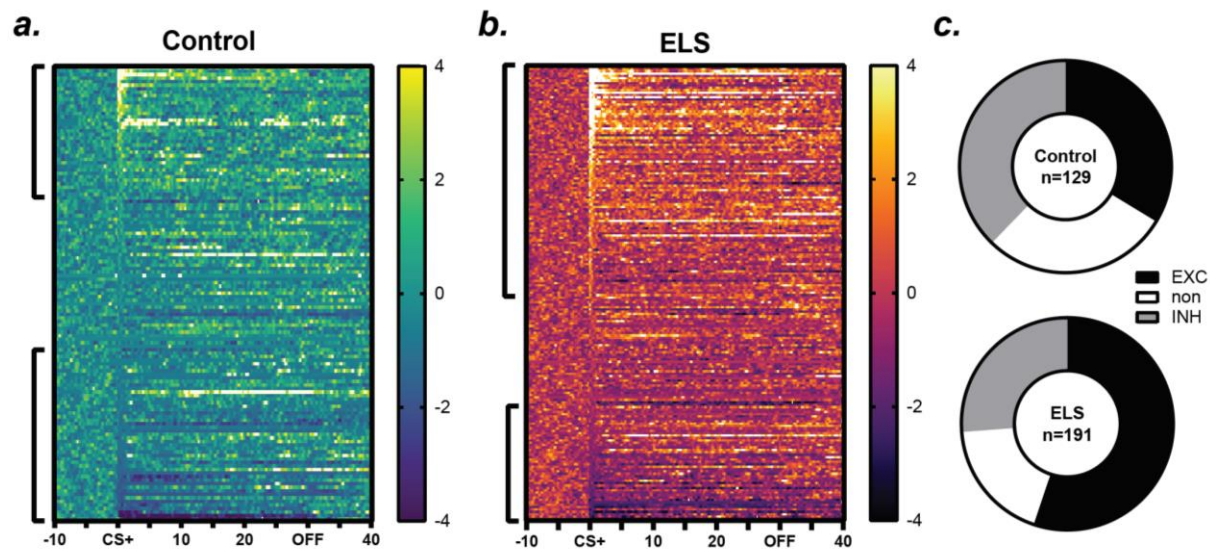 a.
Control
4
2
0
-2
-4
-10 CS+ 10 20 OFF 40
b.
ELS
4
2
0
-2
-4
-10 CS+ 10 20 OFF 40
c.
Control
n=129
EXC
non
INH
ELS
n=191